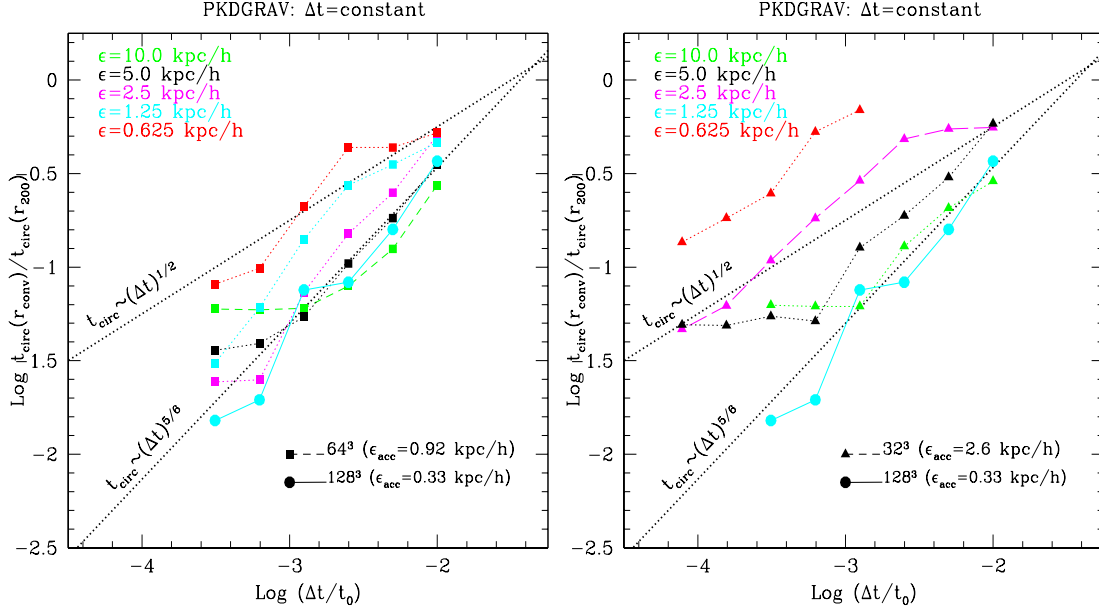 PKDGRAV: Δt=constant
ϵ=10.0 kpc/h
ϵ=5.0 kpc/h
ϵ=2.5 kpc/h
ϵ=1.25 kpc/h
ϵ=0.625 kpc/h
t_circ~(Δt)^1/2
t_circ~(Δt)^5/6
64³ (ϵ_acc=0.92 kpc/h)
128³ (ϵ_acc=0.33 kpc/h)
0
-0.5
-1
-1.5
-2
-2.5
-4
-3
-2
Log t_circ(r_conv)/t_circ(r_200)
Log (Δt/t_0)
PKDGRAV: Δt=constant
ϵ=10.0 kpc/h
ϵ=5.0 kpc/h
ϵ=2.5 kpc/h
ϵ=1.25 kpc/h
ϵ=0.625 kpc/h
t_circ~(Δt)^1/2
t_circ~(Δt)^5/6
32³ (ϵ_acc=2.6 kpc/h)
128³ (ϵ_acc=0.33 kpc/h)
0
-0.5
-1
-1.5
-2
-2.5
-4
-3
-2
Log t_circ(r_conv)/t_circ(r_200)
Log (Δt/t_0)